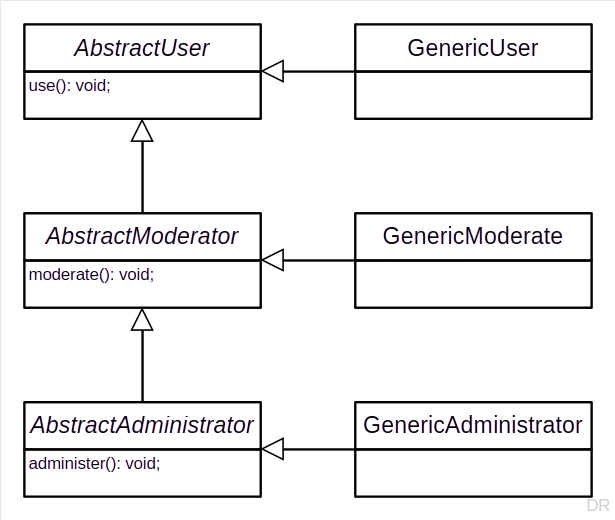 AbstractUser
GenericUser
use(): void;
AbstractModerator
GenericModerate
moderate(): void;
AbstractAdministrator
GenericAdministrator
administer(): void;
DR